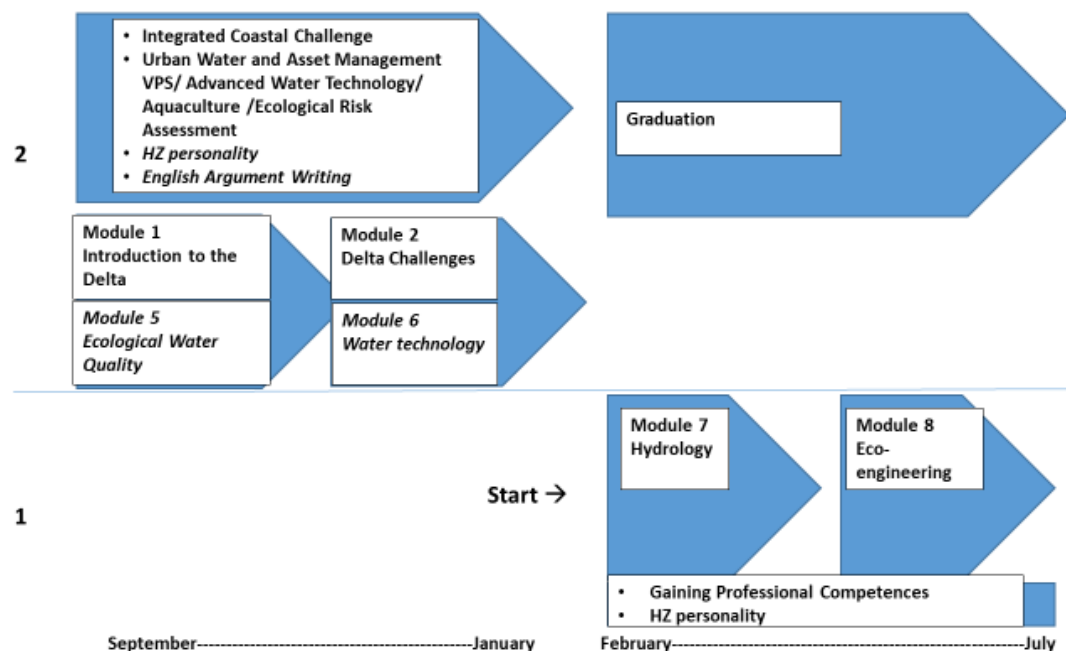 • Integrated Coastal Challenge
• Urban Water and Asset Management
VPS/ Advanced Water Technology/
Aquaculture /Ecological Risk
Assessment
• HZ personality
• English Argument Writing
Graduation
2
Module 1
Introduction to the
Delta
Module 2
Delta Challenges
Module 5
Ecological Water
Quality
Module 6
Water technology
Module 7
Hydrology
Module 8
Eco-
engineering
Start →
1
• Gaining Professional Competences
• HZ personality
September------------------------------------------January
February------------------------------------------------------July